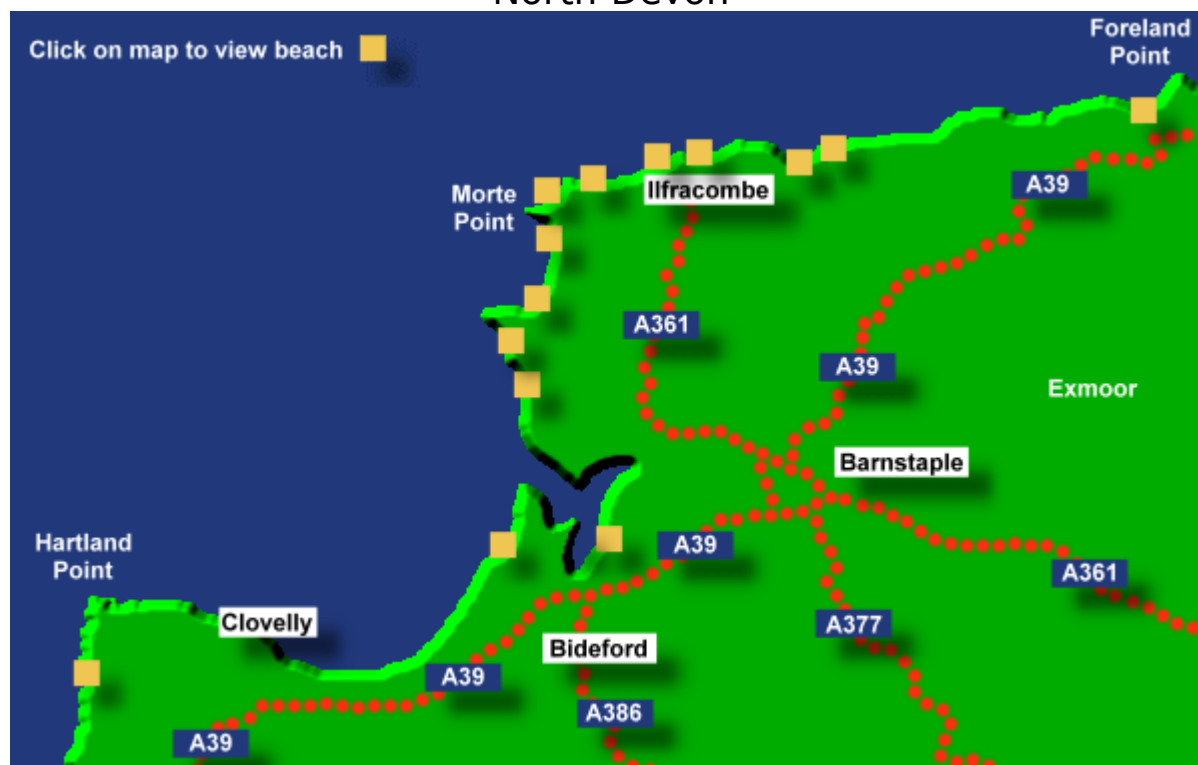 North Devon
Click on map to view beach
Foreland
Point
Morte
Point
Ilfracombe
A39
A361
A39
Exmoor
Barnstaple
Hartland
Point
A39
A361
Clovelly
A377
Bideford
A39
A386
A39